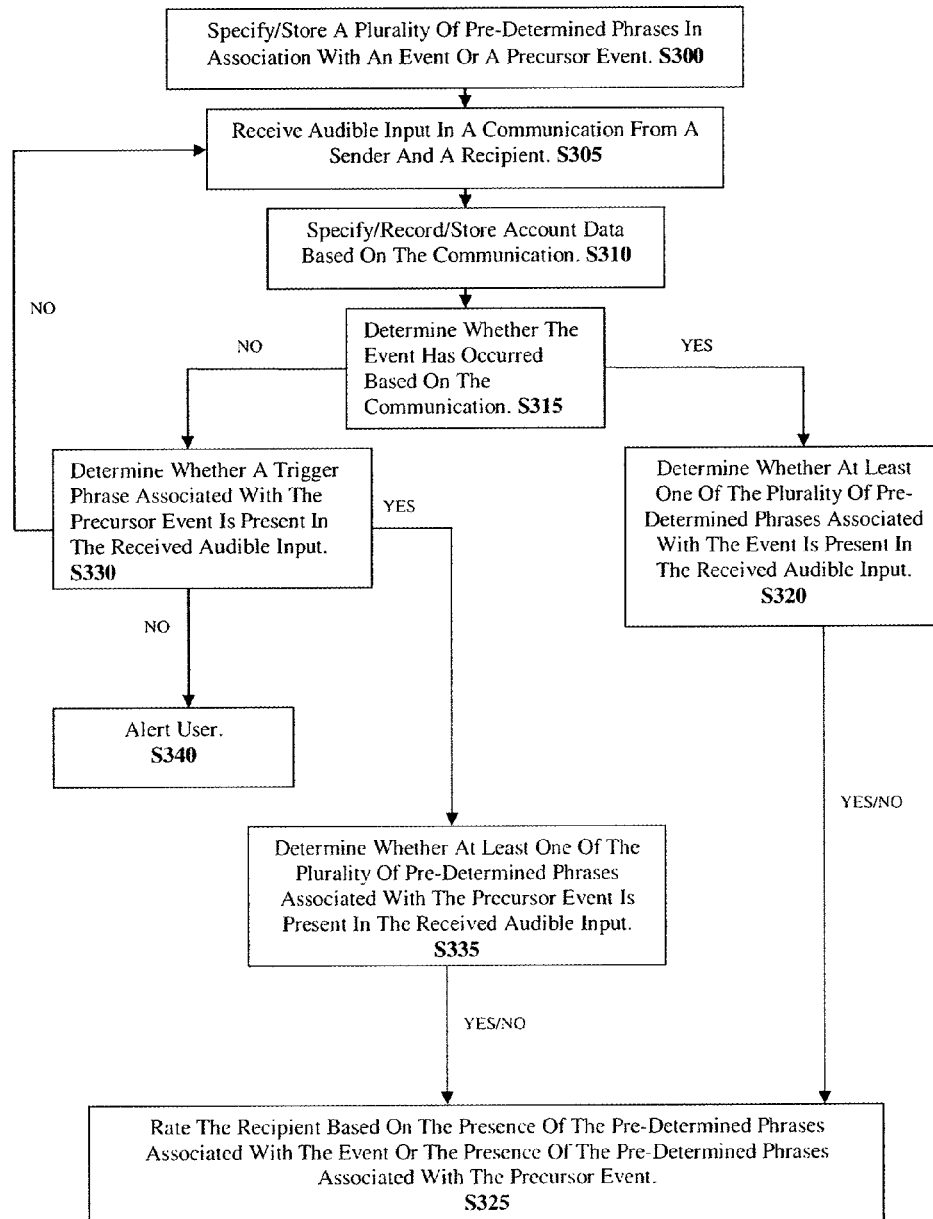 Specify/Store A Plurality Of Pre-Determined Phrases In
Association With An Event Or A Precursor Event. S300
Receive Audible Input In A Communication From A
Sender And A Recipient. S305
Specify/Record/Store Account Data
Based On The Communication. S310
NO
Determine Whether The
Event Has Occurred
Based On The
Communication. S315
NO
YES
Determine Whether A Trigger
Phrase Associated With The
Precursor Event Is Present In
The Received Audible Input.
S330
YES
Determine Whether At Least
One Of The Plurality Of Pre-
Determined Phrases Associated
With The Event Is Present In
The Received Audible Input.
S320
NO
Alert User.
S340
YES/NO
Determine Whether At Least One Of The
Plurality Of Pre-Determined Phrases
Associated With The Precursor Event Is
Present In The Received Audible Input.
S335
YES/NO
Rate The Recipient Based On The Presence Of The Pre-Determined Phrases
Associated With The Event Or The Presence Of The Pre-Determined Phrases
Associated With The Precursor Event.
S325